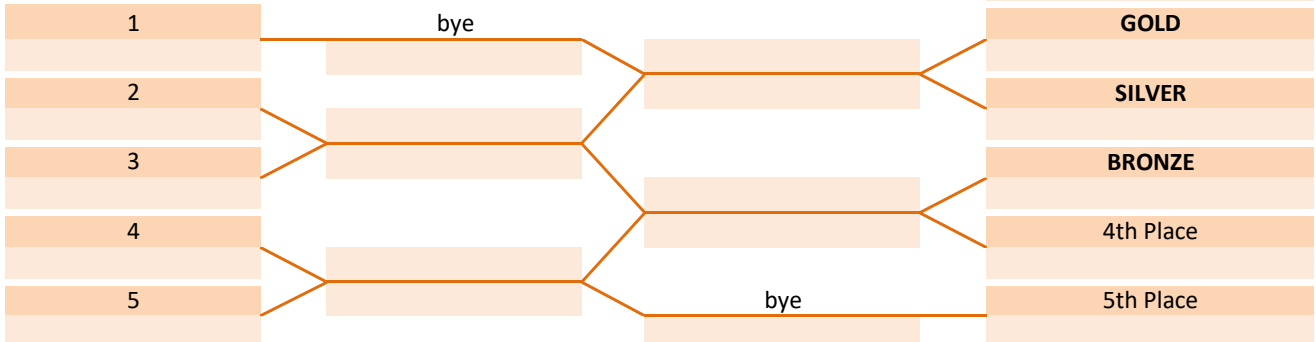 1
bye
GOLD
2
SILVER
3
BRONZE
4
4th Place
5
bye
5th Place